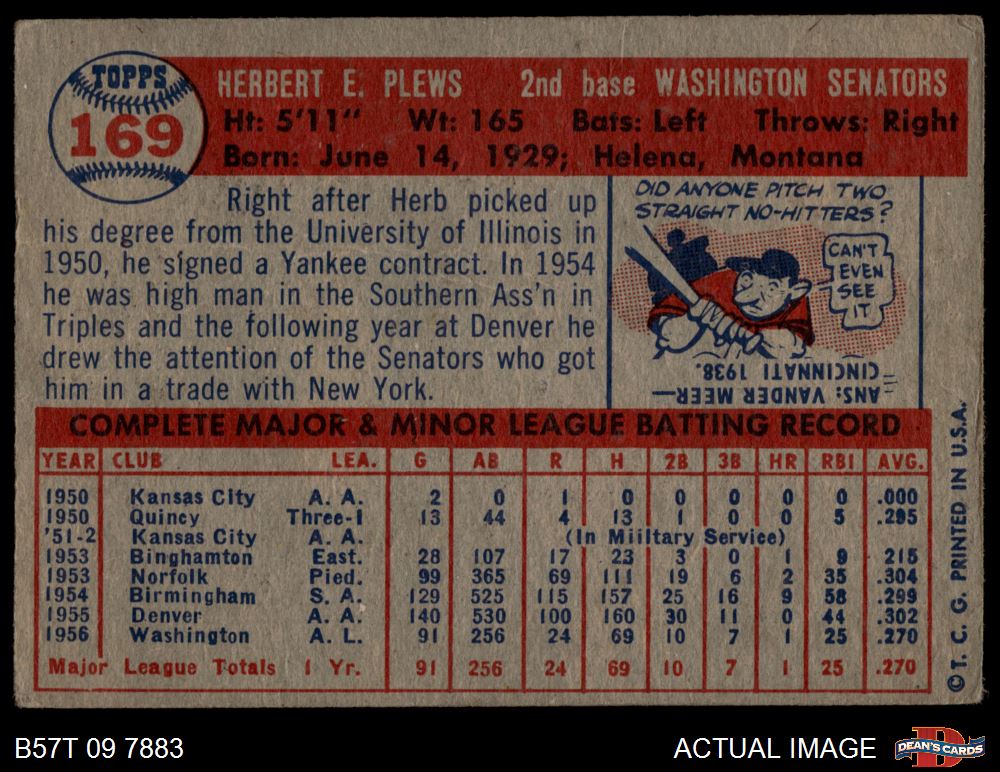 TOPPS
169
HERBERT E. PLEWS 2nd base WASHINGTON SENATORS
Ht: 5'11" Wt: 165 Bats: Left Throws: Right
Born: June 14, 1929; Helena, Montana
Right after Herb picked up
his degree from the University of Illinois in
1950, he signed a Yankee contract. In 1954
he was high man in the Southern Ass'n in
Triples and the following year at Denver he
drew the attention of the Senators who got
him in a trade with New York.
DID ANYONE PITCH TWO
STRAIGHT NO-HITTERS?
CAN'T
EVEN
SEE
IT
ANS: VANDER MEER—
CINCINNATI 1938.
COMPLETE MAJOR & MINOR LEAGUE BATTING RECORD
YEAR CLUB LEA. G AB R H 2B 3B HR RBI AVG.
1950 Kansas City A. A. 2 0 1 0 0 0 0 0 .000
1950 Quincy Three-I 13 44 4 13 1 0 0 5 .295
'51-2 Kansas City A. A. (In Miiitary Service)
1953 Binghamton East. 28 107 17 23 3 0 1 9 .215
1953 Norfolk Pied. 99 365 69 111 19 6 2 35 .304
1954 Birmingham S. A. 129 525 115 157 25 16 9 58 .299
1955 Denver A. A. 140 530 100 160 30 11 0 44 .302
1956 Washington A. L. 91 256 24 69 10 7 1 25 .270
Major League Totals 1 Yr. 91 256 24 69 10 7 1 25 .270
© T. C. G. PRINTED IN U.S.A.
B57T 09 7883
ACTUAL IMAGE
DEAN'S CARDS